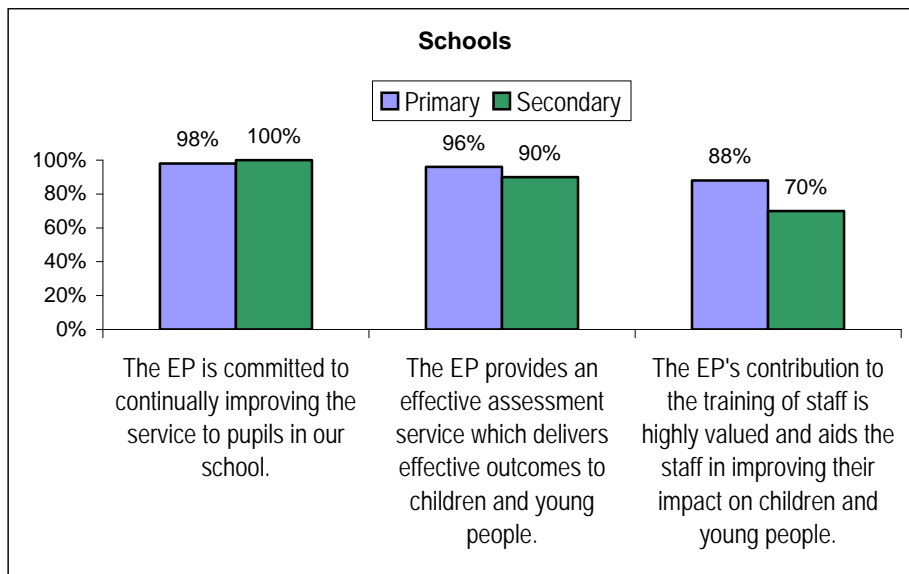 Schools
Primary Secondary
98% 100% 96% 90% 88% 70%
100%
80%
60%
40%
20%
0%
The EP is committed to
continually improving the
service to pupils in our
school.
The EP provides an
effective assessment
service which delivers
effective outcomes to
children and young
people.
The EP's contribution to
the training of staff is
highly valued and aids the
staff in improving their
impact on children and
young people.